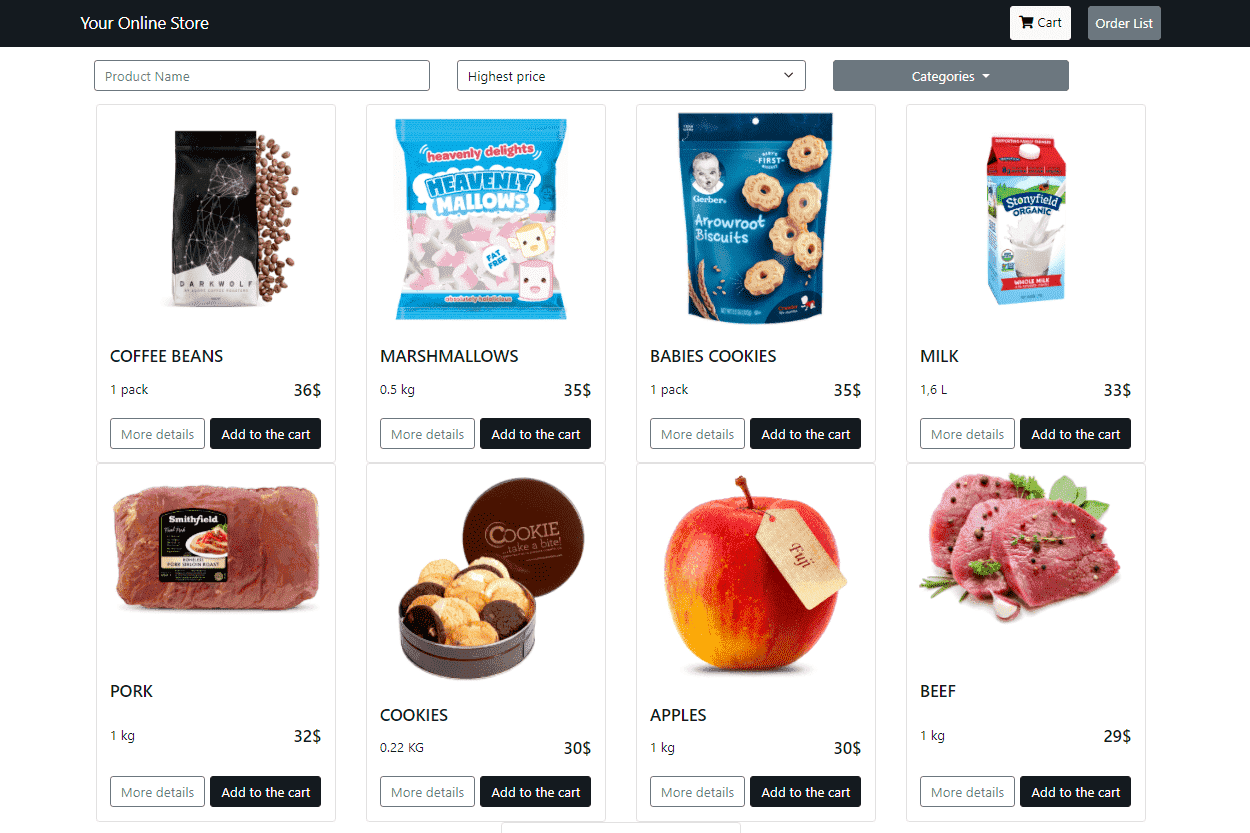 Your Online Store
Cart
Order List
Product Name
Highest price
Categories
DARKWOLF
heavenly delights
HEAVENLY
MALLOWS
FAT
FREE
Gerber
FIRST
Arrowroot
Biscuits
Stonyfield
ORGANIC
WHOLE MILK
COFFEE BEANS
1 pack
36$
More details
Add to the cart
MARSHMALLOWS
0.5 kg
35$
More details
Add to the cart
BABIES COOKIES
1 pack
35$
More details
Add to the cart
MILK
1,6 L
33$
More details
Add to the cart
Smithfield
PORK SIRLOIN ROAST
COOKIE
...take a bite!
Fuji
PORK
1 kg
32$
More details
Add to the cart
COOKIES
0.22 KG
30$
More details
Add to the cart
APPLES
1 kg
30$
More details
Add to the cart
BEEF
1 kg
29$
More details
Add to the cart